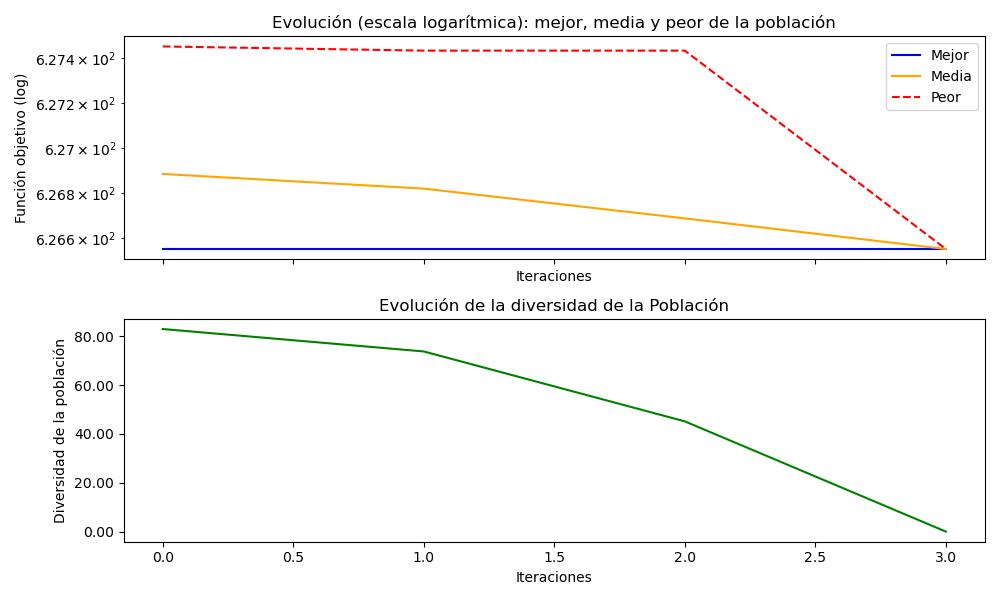 Evolución (escala logarítmica): mejor, media y peor de la población
Función objetivo (log)
6.274 × 10²
6.272 × 10²
6.27 × 10²
6.268 × 10²
6.266 × 10²
Mejor
Media
Peor
Iteraciones
Evolución de la diversidad de la Población
Diversidad de la población
80.00
60.00
40.00
20.00
0.00
0.0 0.5 1.0 1.5 2.0 2.5 3.0
Iteraciones